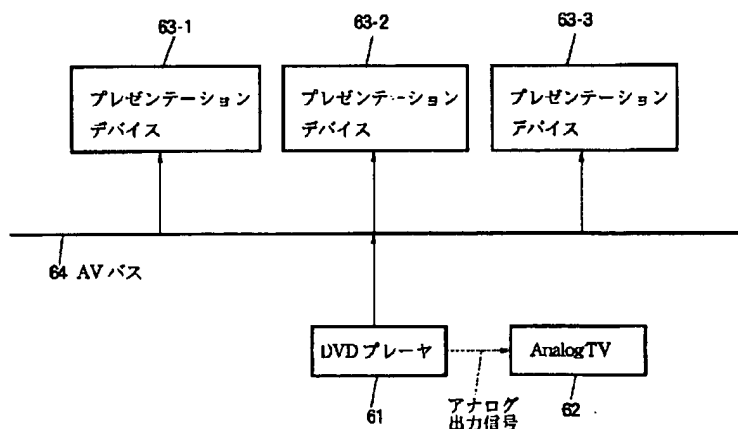 63-1
63-2
63-3
プレゼンテーション
デバイス
プレゼンテーション
デバイス
プレゼンテーション
デバイス
64 AVバス
DVDプレーヤ
Analog TV
61
アナログ
出力信号
62